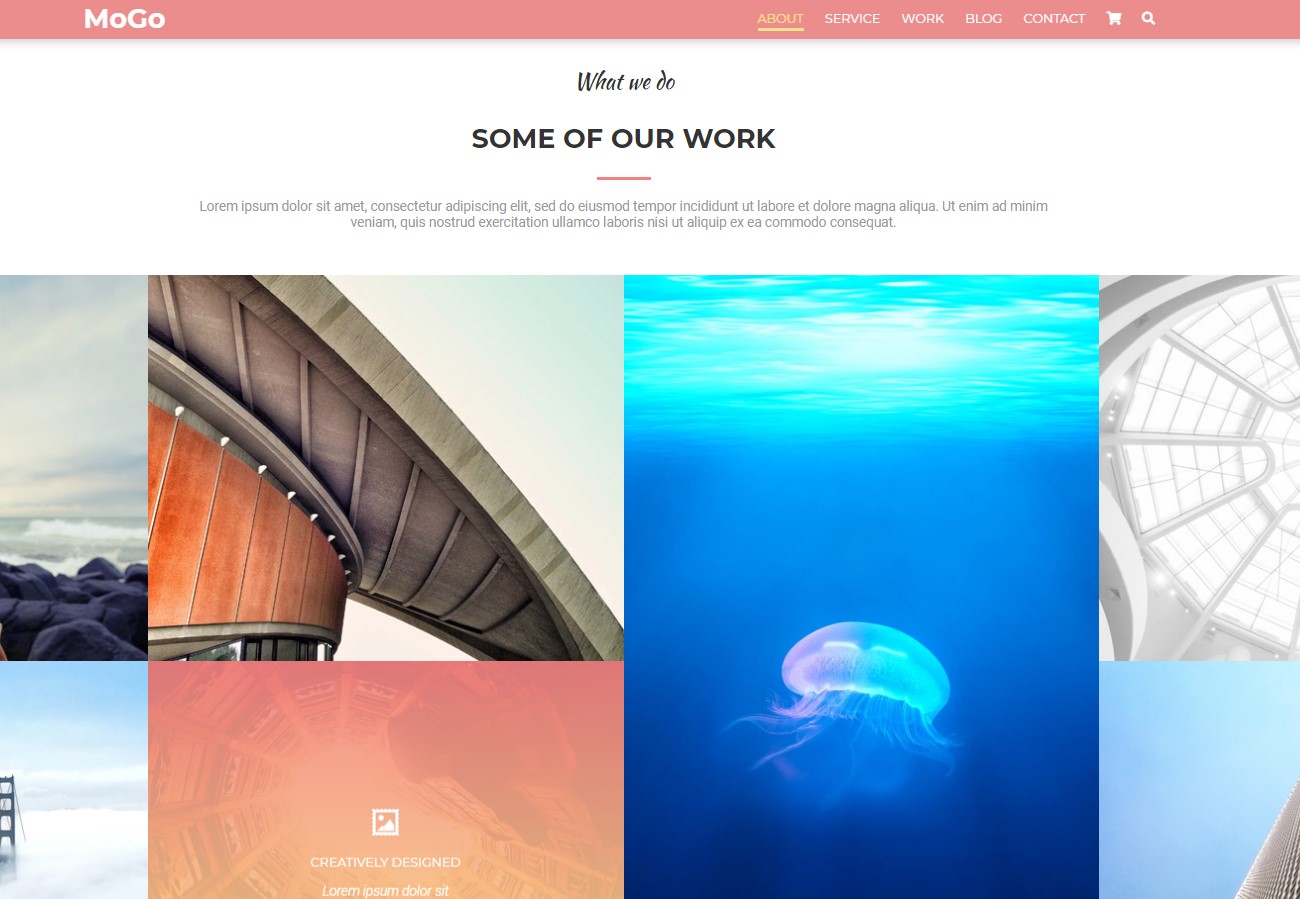 MoGo
ABOUT SERVICE WORK BLOG CONTACT
What we do
SOME OF OUR WORK
Lorem ipsum dolor sit amet, consectetur adipiscing elit, sed do eiusmod tempor incididunt ut labore et dolore magna aliqua. Ut enim ad minim
veniam, quis nostrud exercitation ullamco laboris nisi ut aliquip ex ea commodo consequat.
CREATIVELY DESIGNED
Lorem ipsum dolor sit